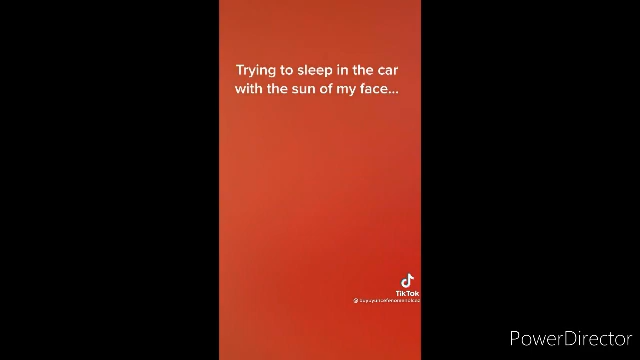 Trying to sleep in the car
with the sun of my face...
TikTok
PowerDirector